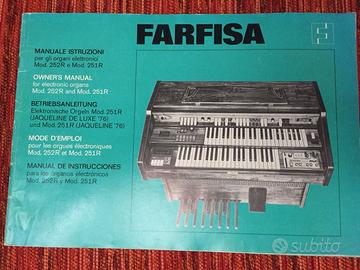 FARFISA
MANUALE ISTRUZIONI
per gli organi elettronici
Mod. 252R e Mod. 251R
OWNER'S MANUAL
for electronic organs
Mod. 252R and Mod. 251R
BETRIEBSANLEITUNG
Elektronische Orgeln Mod. 251R
(JAQUELINE DE LUXE '76)
und Mod. 251R (JAQUELINE '76)
MODE D'EMPLOI
pour les orgues électroniques
Mod. 252R et Mod. 251R
MANUAL DE INSTRUCCIONES
para los órganos electrónicos
Mod. 252R y Mod. 251R
subito